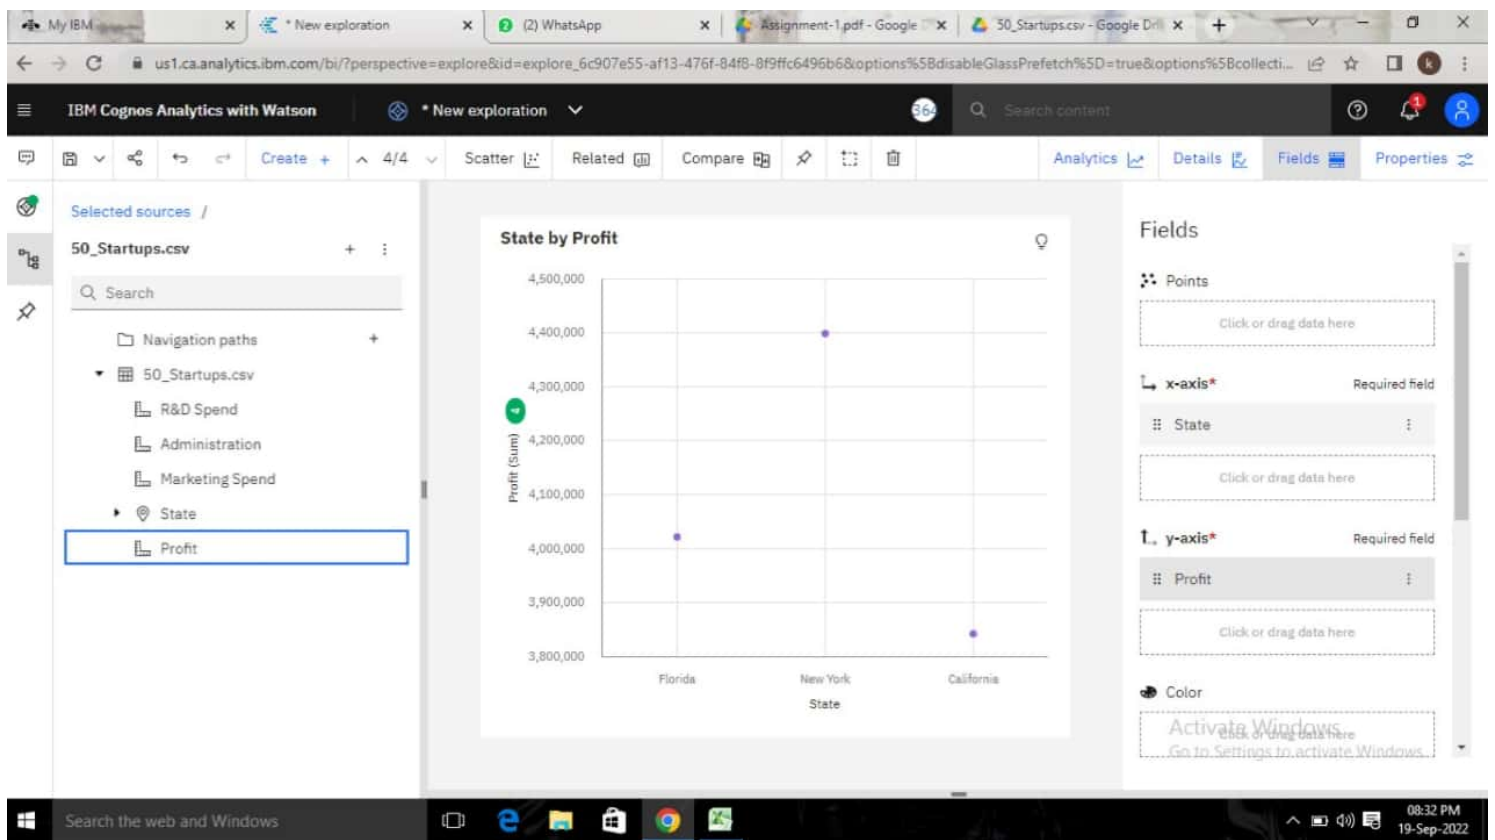 My IBM
* New exploration
(2) WhatsApp
Assignment-1.pdf - Google
50_Startups.csv - Google Dri
us1.ca.analytics.ibm.com/bi/?perspective=explore&id=explore_6c907e55-af13-476f-84f8-8f9ffc6496b6&options%5BdisableGlassPrefetch%5D=true&options%5Bcollecti...
k
IBM Cognos Analytics with Watson
* New exploration
364
Search content
1
Create +
4/4
Scatter
Related
Compare
Analytics
Details
Fields
Properties
Selected sources /
50_Startups.csv
Search
Navigation paths
50_Startups.csv
R&D Spend
Administration
Marketing Spend
State
Profit
State by Profit
4,500,000
4,400,000
4,300,000
4,200,000
4,100,000
4,000,000
3,900,000
3,800,000
Profit (Sum)
Florida
New York
California
State
Fields
Points
Click or drag data here
x-axis*
Required field
State
Click or drag data here
y-axis*
Required field
Profit
Click or drag data here
Color
Click or drag data here
Activate Windows
Go to Settings to activate Windows.
Search the web and Windows
08:32 PM
19-Sep-2022